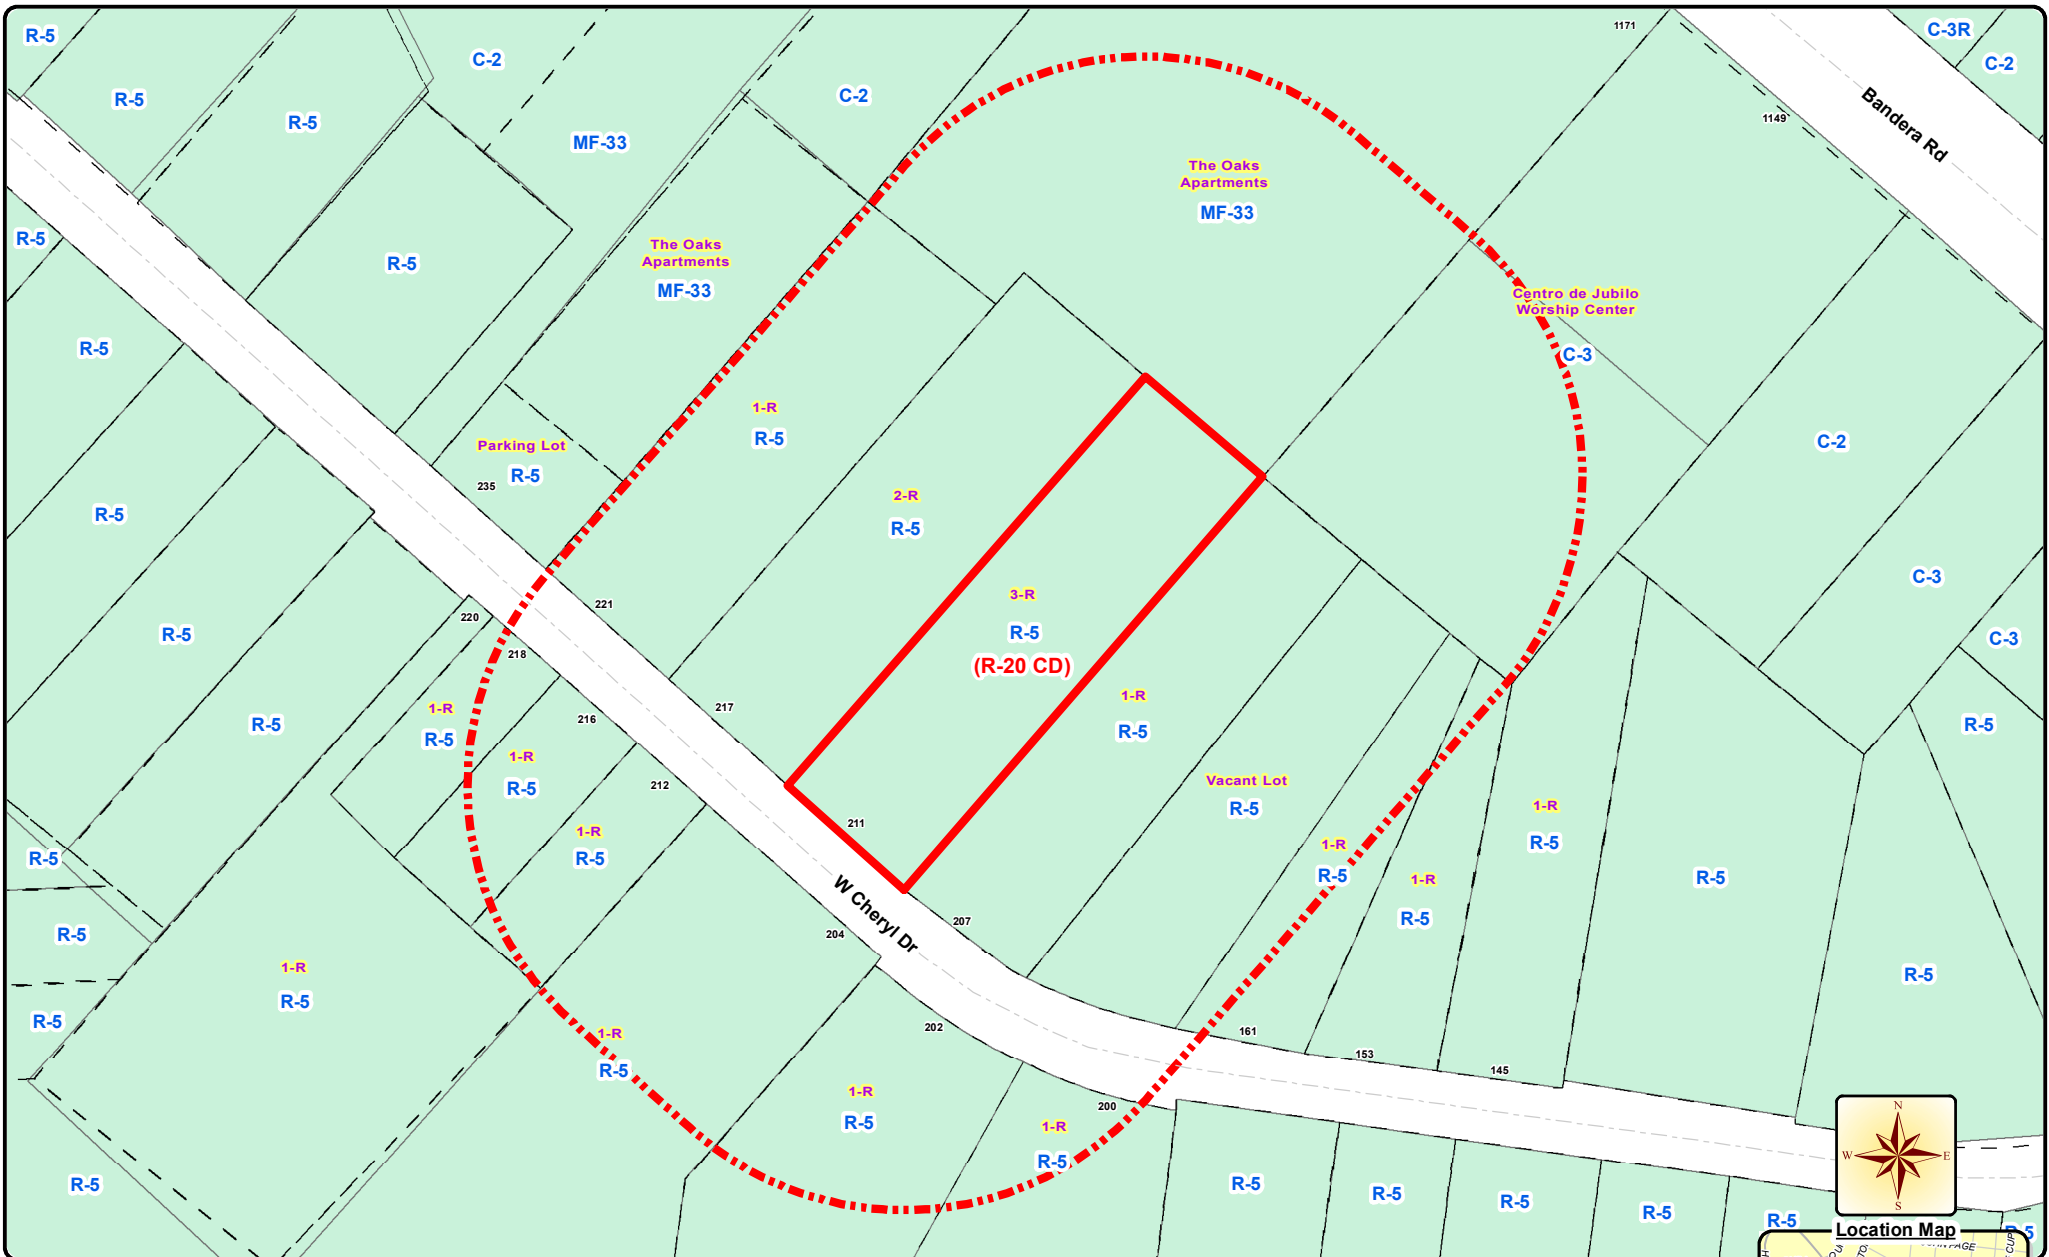 R-5
C-2
1171
C-3R
C-2
R-5
R-5
C-2
Bandera Rd
1149
MF-33
The Oaks
Apartments
MF-33
R-5
R-5
The Oaks
Apartments
MF-33
Centro de Jubilo
Worship Center
C-3
R-5
1-R
R-5
Parking Lot
R-5
235
C-2
2-R
R-5
R-5
C-3
3-R
R-5
(R-20 CD)
221
220
218
R-5
C-3
1-R
R-5
217
216
R-5
1-R
R-5
R-5
1-R
R-5
212
Vacant Lot
R-5
211
1-R
R-5
1-R
R-5
1-R
R-5
1-R
R-5
R-5
R-5
W Cheryl Dr
207
204
R-5
1-R
R-5
R-5
R-5
202
1-R
R-5
161
153
145
1-R
R-5
200
1-R
R-5
R-5
R-5
R-5
R-5
R-5
R-5
R-5
N
W
E
S
Location Map